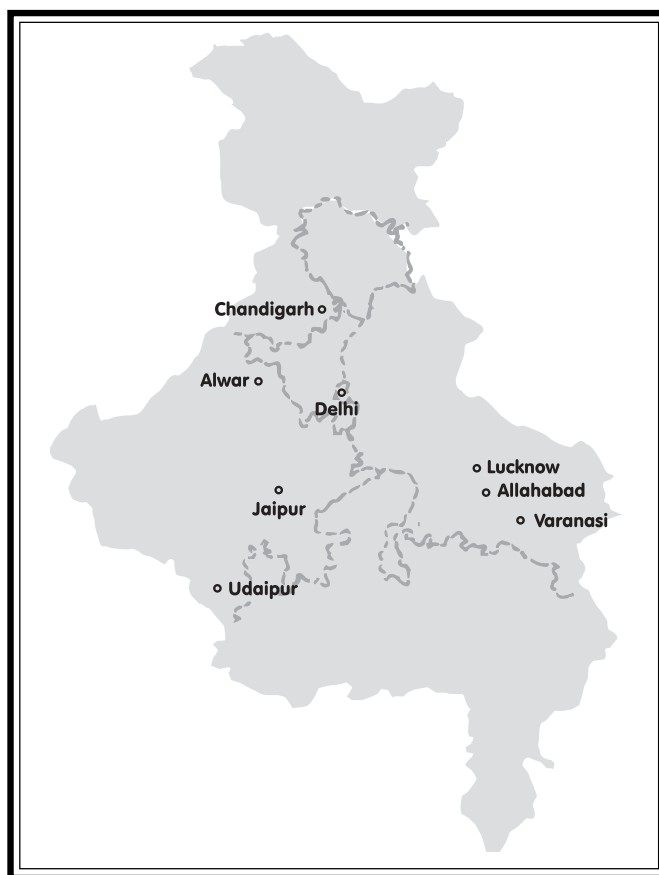 Chandigarh
Alwar
Delhi
Lucknow
Allahabad
Jaipur
Varanasi
Udaipur